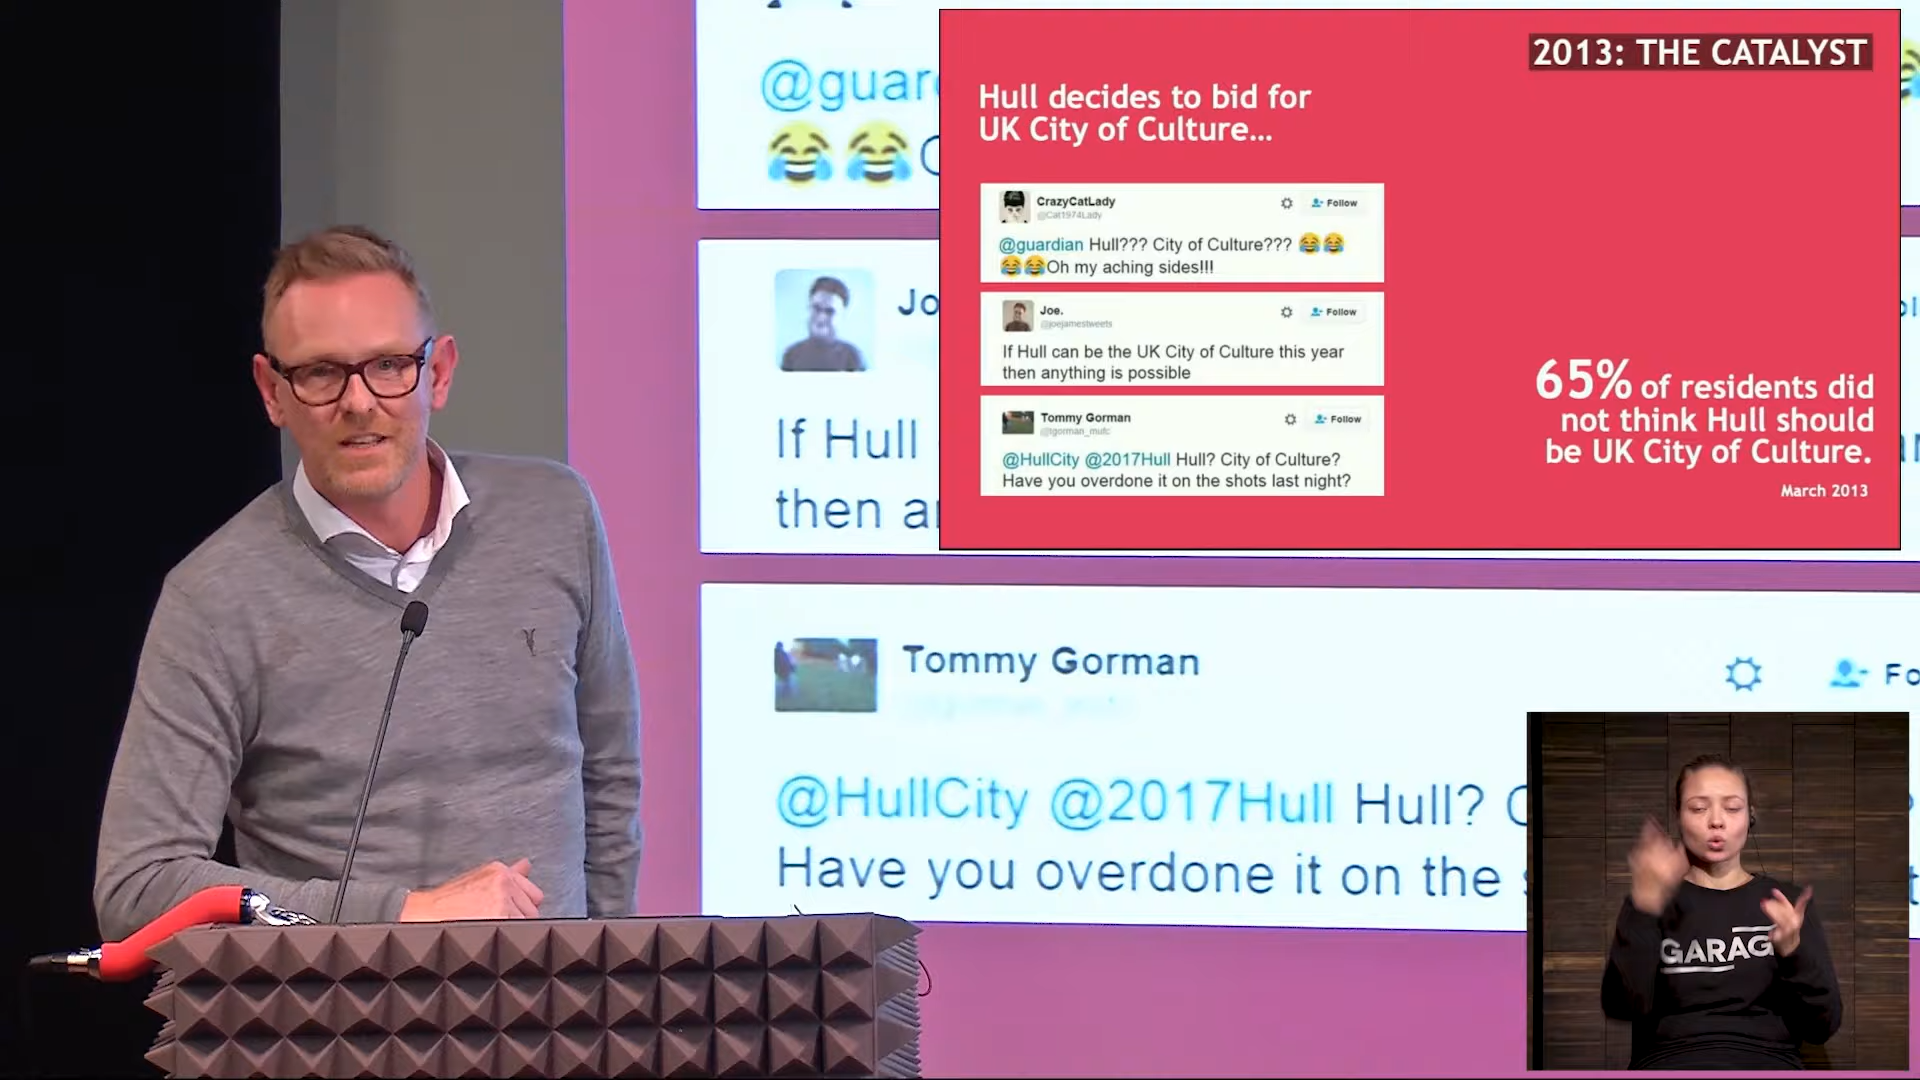 2013: THE CATALYST
Hull decides to bid for
UK City of Culture...
CrazyCatLady
@Cat1974Lady
Follow
@guardian Hull??? City of Culture??? 😂😂
😂😂Oh my aching sides!!!
Joe.
@joejamestweets
Follow
If Hull can be the UK City of Culture this year
then anything is possible
Tommy Gorman
@tgorman_mufc
Follow
@HullCity @2017Hull Hull? City of Culture?
Have you overdone it on the shots last night?
65% of residents did
not think Hull should
be UK City of Culture.
March 2013
@guar
😂😂
Jo
If Hull
then a
Tommy Gorman
Fo
@HullCity @2017Hull Hull? C
Have you overdone it on the
GARAG